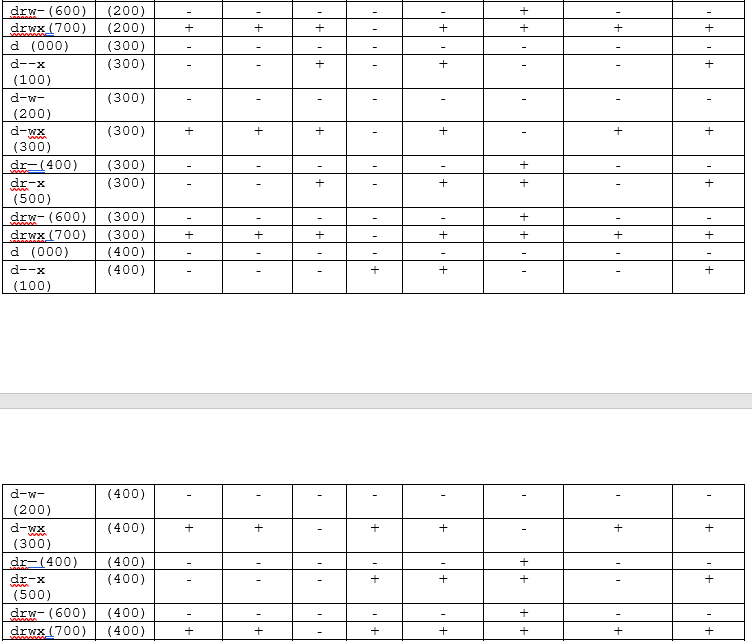 drw-(600) (200) - - - - - + - -
drwx(700) (200) + + + - + + + +
d (000) (300) - - - - - - - -
d--x (300) - - + - + - - +
(100)
d-w- (300) - - - - - - - -
(200)
d-wx (300) + + + - + - + +
(300)
dr—(400) (300) - - - - - + - -
dr-x (300) - - + - + + - +
(500)
drw-(600) (300) - - - - - + - -
drwx(700) (300) + + + - + + + +
d (000) (400) - - - - - - - -
d--x (400) - - - + + - - +
(100)
d-w- (400) - - - - - - - -
(200)
d-wx (400) + + - + + - + +
(300)
dr—(400) (400) - - - - - + - -
dr-x (400) - - - + + + - +
(500)
drw-(600) (400) - - - - - + - -
drwx(700) (400) + + - + + + + +